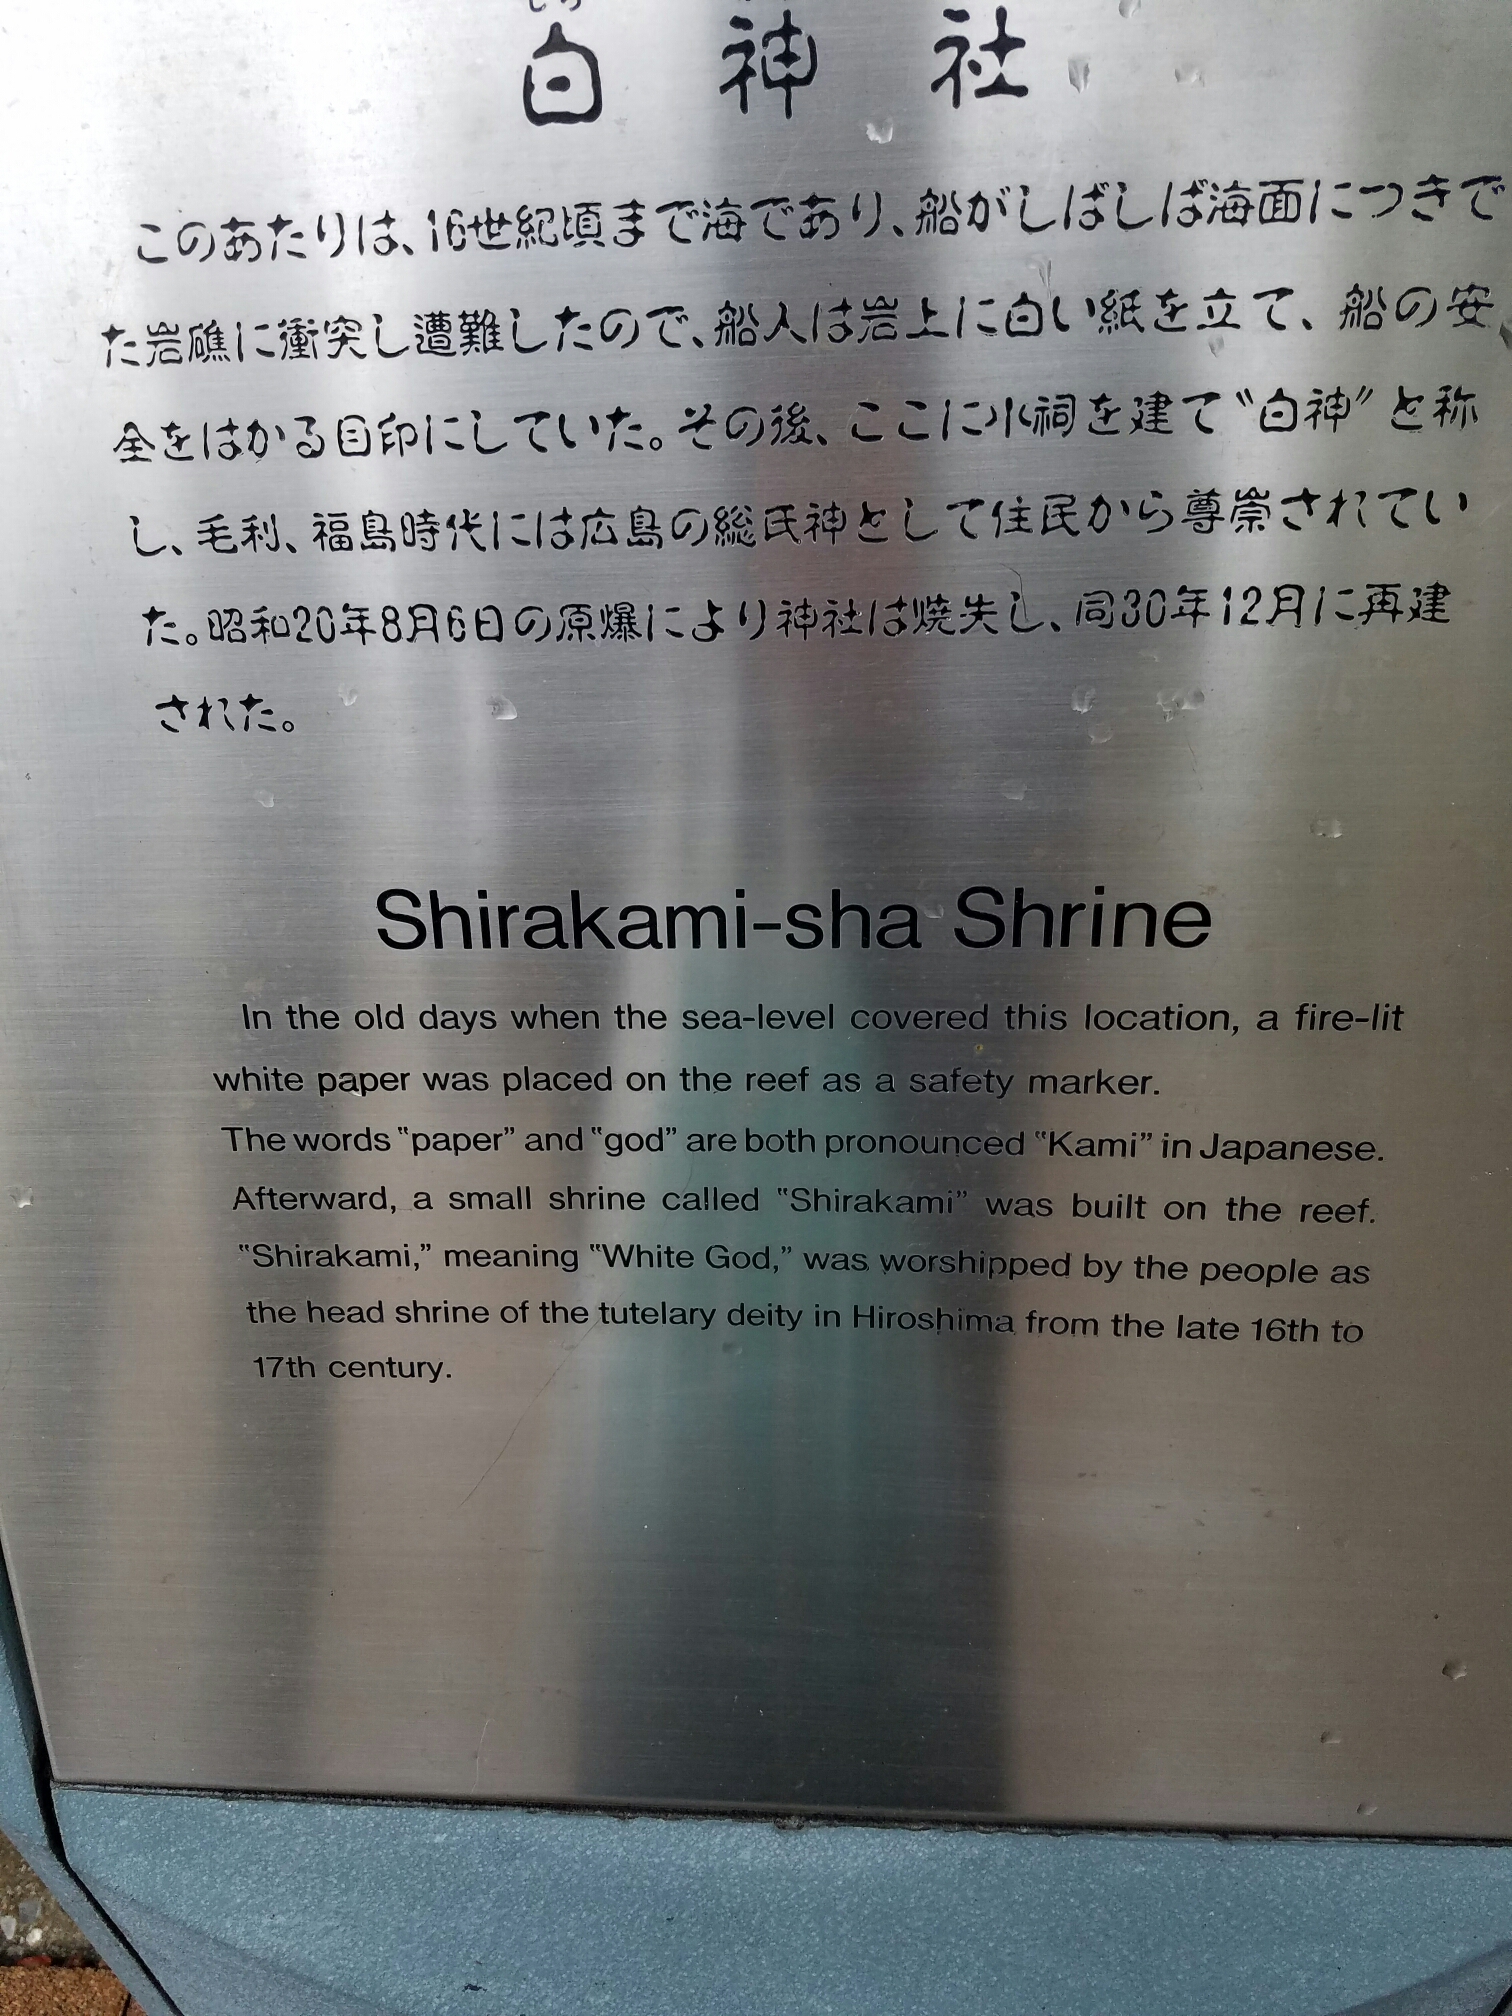 白神社
このあたりは、16世紀頃まで海であり、船がしばしば海面につきで
た岩礁に衝突し遭難したので、船人は岩上に白い紙を立て、船の安
全をはかる目印にしていた。その後、ここに小祠を建て“白神”と称
し、毛利、福島時代には広島の総氏神として住民から尊崇されてい
た。昭和20年8月6日の原爆により神社は焼失し、同30年12月に再建
された。
Shirakami-sha Shrine
In the old days when the sea-level covered this location, a fire-lit
white paper was placed on the reef as a safety marker.
The words “paper” and “god” are both pronounced “Kami” in Japanese.
Afterward, a small shrine called “Shirakami” was built on the reef.
“Shirakami,” meaning “White God,” was worshipped by the people as
the head shrine of the tutelary deity in Hiroshima from the late 16th to
17th century.